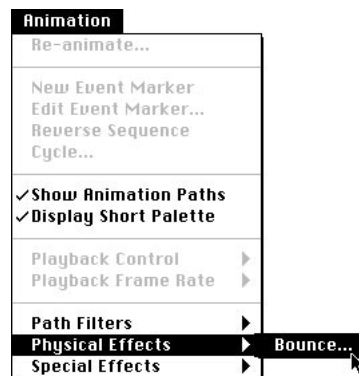 Animation
Re-animate...
New Event Marker
Edit Event Marker...
Reverse Sequence
Cycle...
✓Show Animation Paths
✓Display Short Palette
Playback Control
Playback Frame Rate
Path Filters
Physical Effects Bounce...
Special Effects